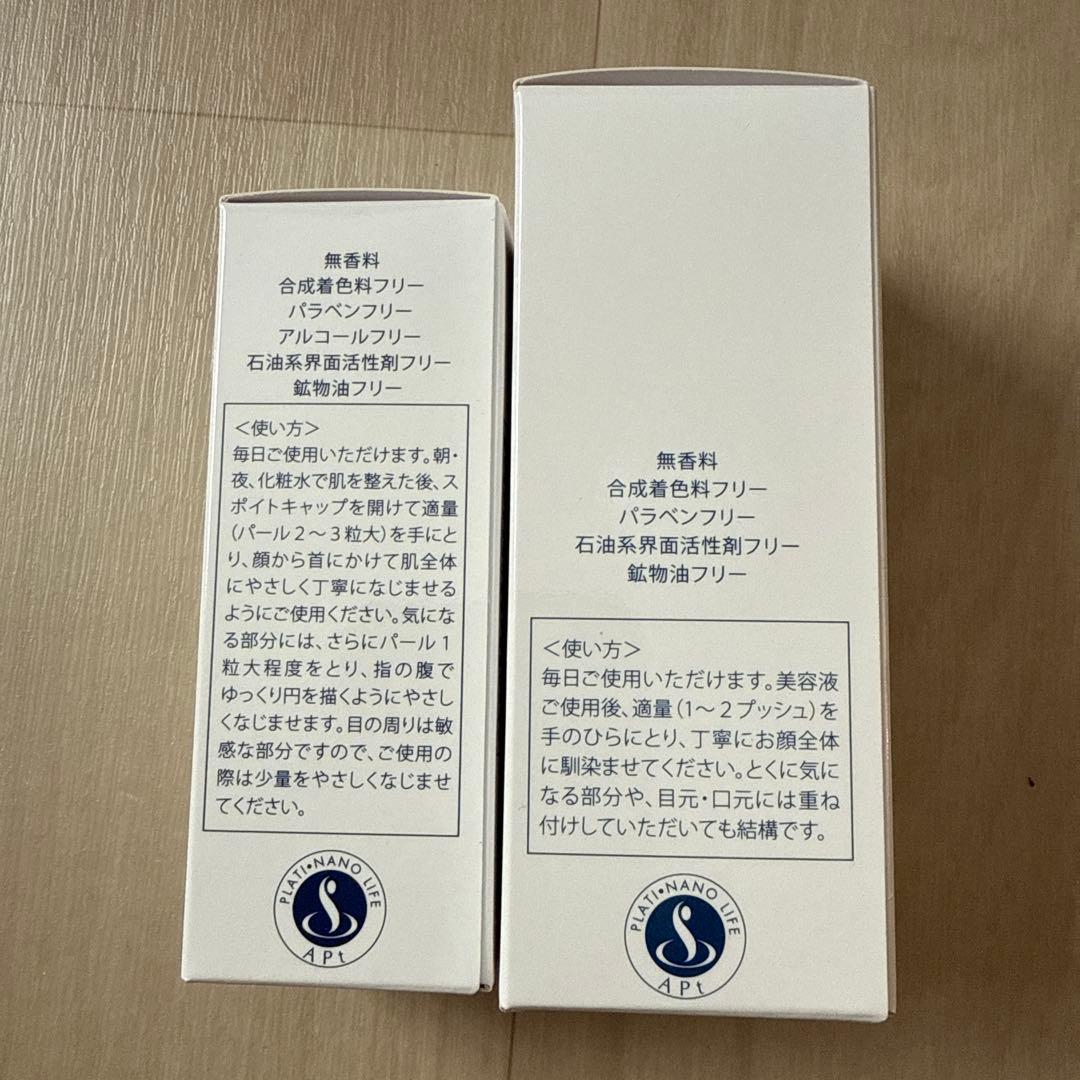 無香料
合成着色料フリー
パラベンフリー
アルコールフリー
石油系界面活性剤フリー
鉱物油フリー
＜使い方＞
毎日ご使用いただけます。朝・
夜、化粧水で肌を整えた後、ス
ポイトキャップを開けて適量
（パール２〜３粒大）を手にと
り、顔から首にかけて肌全体
にやさしく丁寧になじませる
ようにご使用ください。気にな
る部分には、さらにパール１
粒大程度をとり、指の腹で
ゆっくり円を描くようにやさし
くなじませます。目の周りは敏
感な部分ですので、ご使用の
際は少量をやさしくなじませ
てください。
PLATI・NANO LIFE
APt
無香料
合成着色料フリー
パラベンフリー
石油系界面活性剤フリー
鉱物油フリー
＜使い方＞
毎日ご使用いただけます。美容液
ご使用後、適量（1〜２プッシュ）を
手のひらにとり、丁寧にお顔全体
に馴染ませてください。とくに気に
なる部分や、目元・口元には重ね
付けしていただいても結構です。
PLATI・NANO LIFE
APt